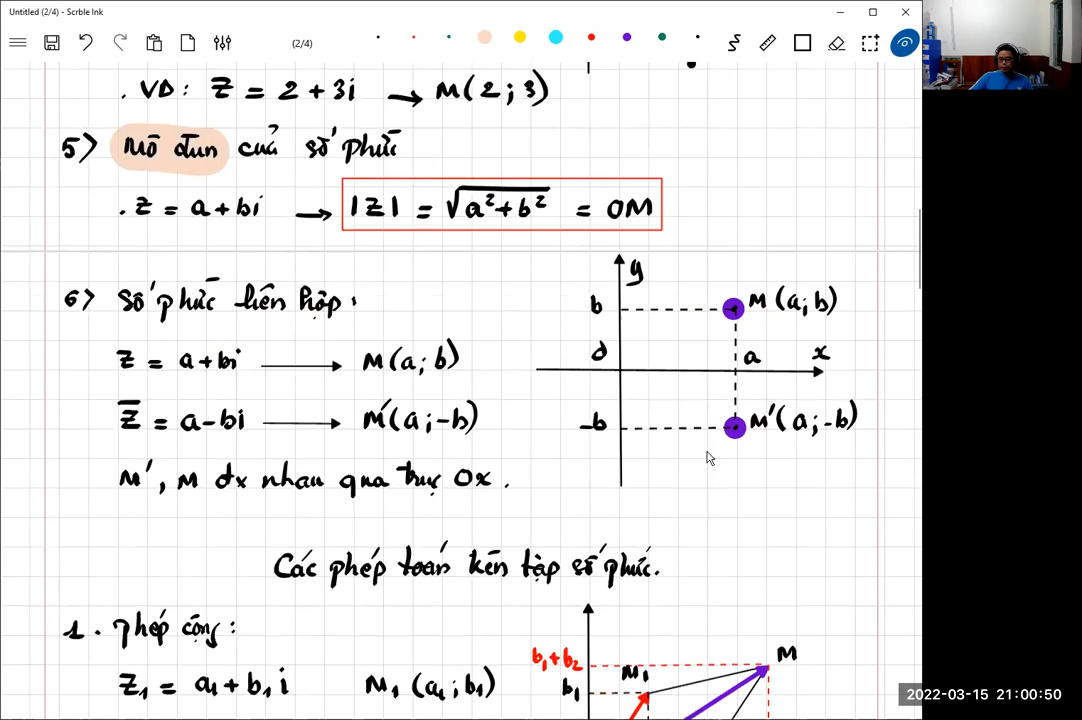 Untitled (2/4) - Scrble Ink
(2/4)
. VD: Z = 2 + 3i → M(2; 3)
5> Mô đun của số phức
. Z = a + bi → |Z| = √a²+b² = OM
6> Số phức liên hợp:
Z = a+bi → M(a; b)
Z̅ = a-bi → M'(a; -b)
M', M đx nhau qua trục Ox.
y
b
M(a; b)
O
a
x
-b
M'(a; -b)
Các phép toán trên tập số phức.
1. phép cộng:
Z₁ = a₁ + b₁i M₁(a₁; b₁)
b₁+b₂
b₁
M₁
M
2022-03-15 21:00:50